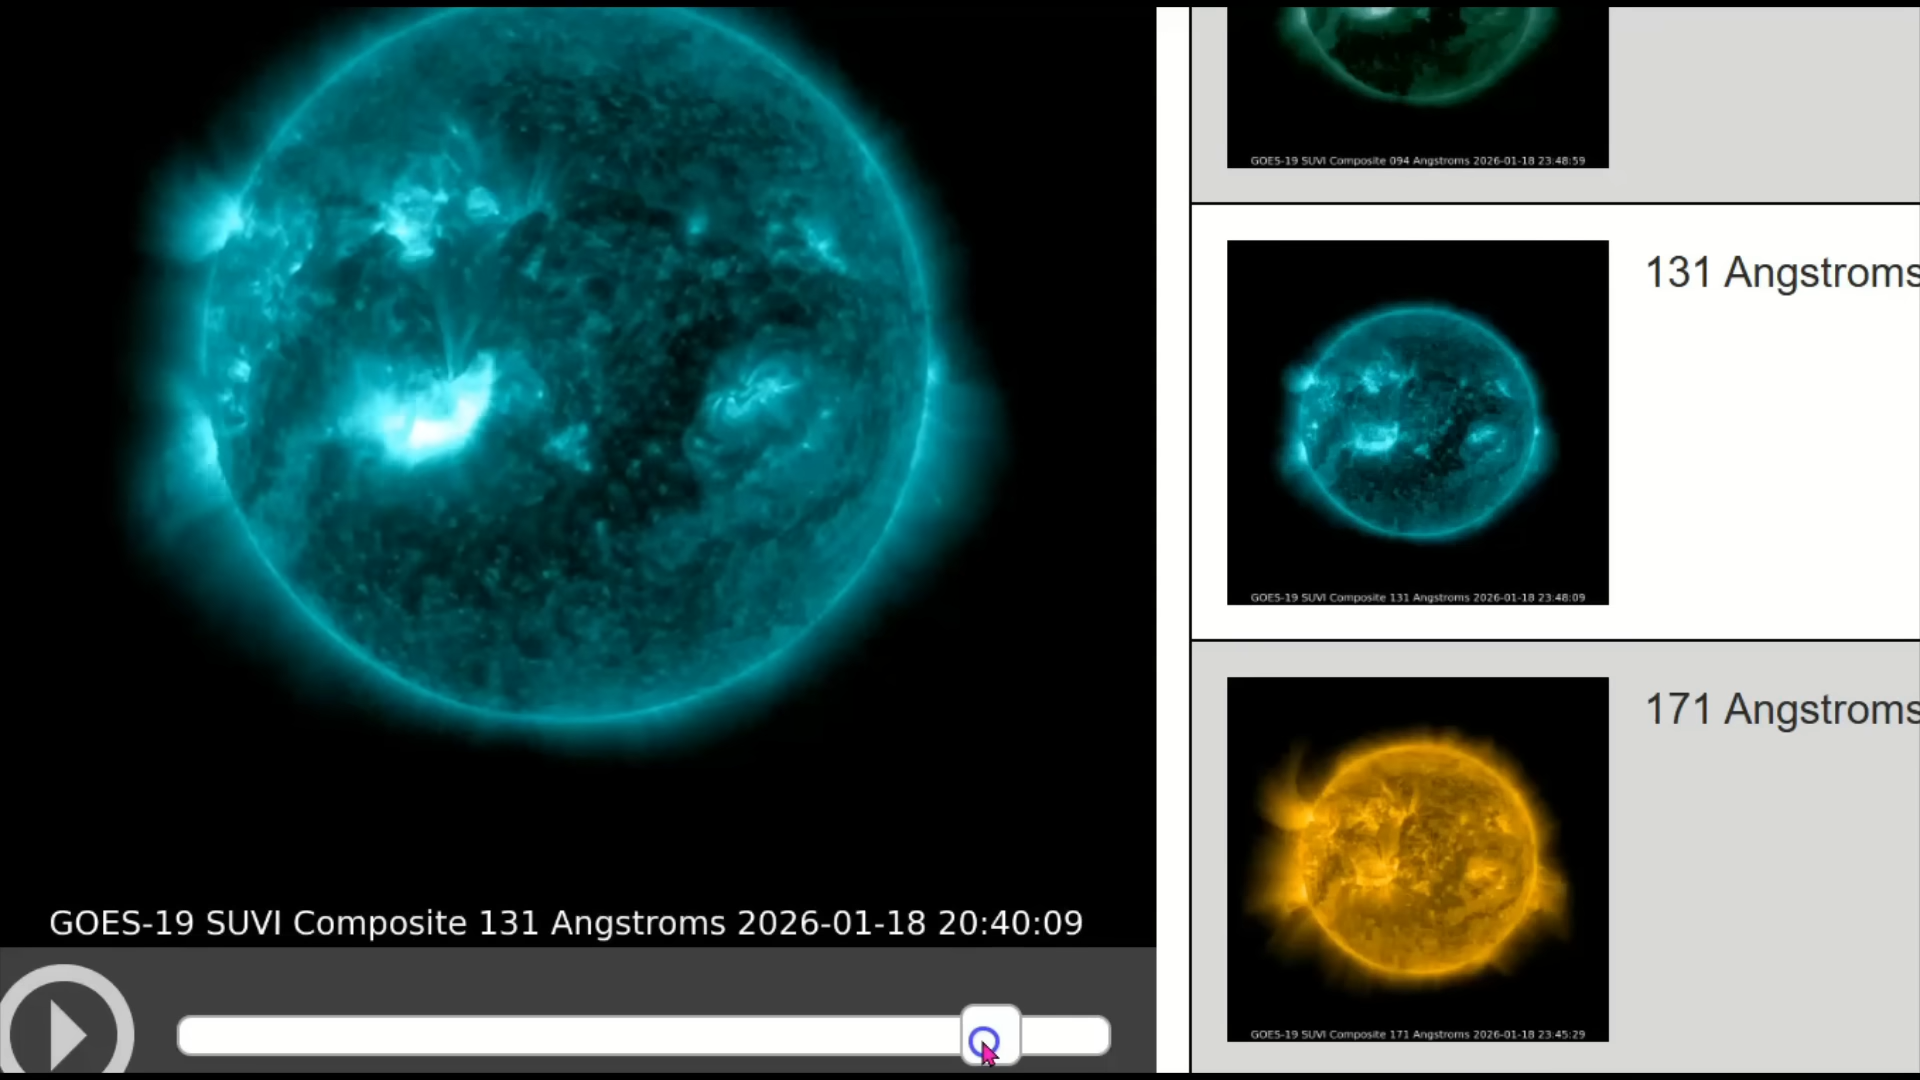 GOES-19 SUVI Composite 131 Angstroms 2026-01-18 20:40:09
GOES-19 SUVI Composite 094 Angstroms 2026-01-18 23:48:59
131 Angstroms
GOES-19 SUVI Composite 131 Angstroms 2026-01-18 23:48:09
171 Angstroms
GOES-19 SUVI Composite 171 Angstroms 2026-01-18 23:45:29